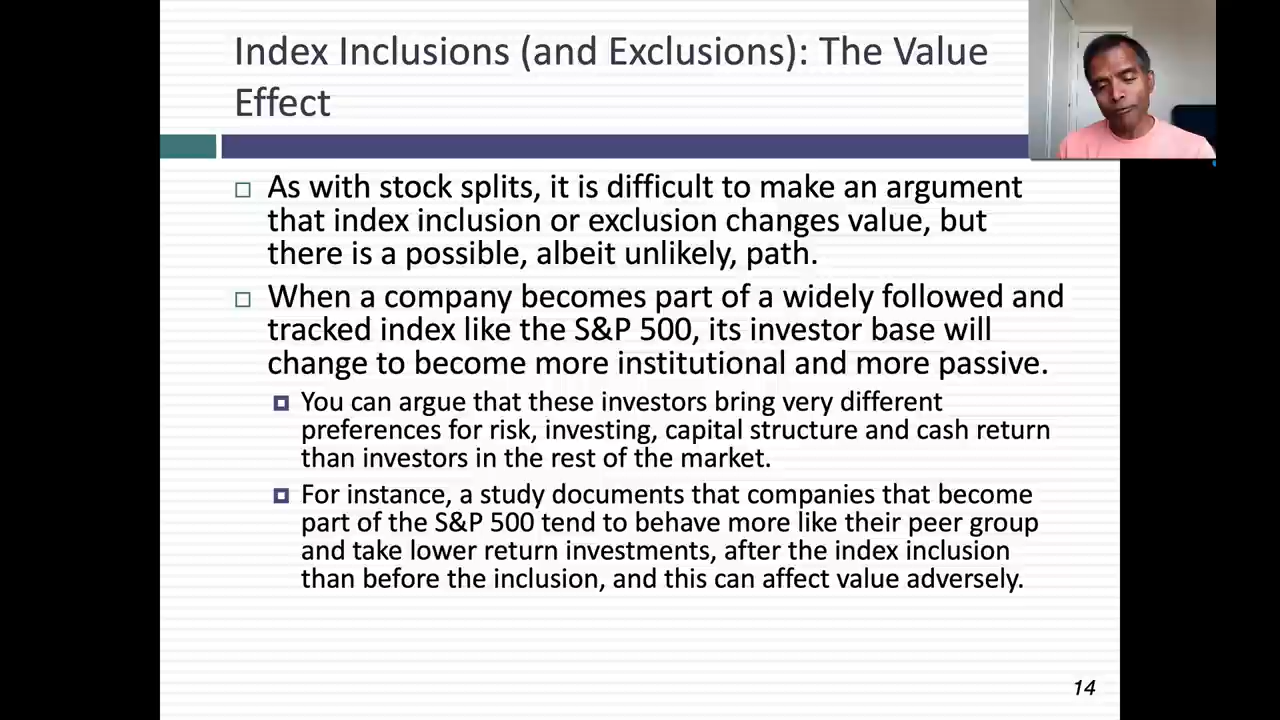 Index Inclusions (and Exclusions): The Value
Effect
As with stock splits, it is difficult to make an argument
that index inclusion or exclusion changes value, but
there is a possible, albeit unlikely, path.
When a company becomes part of a widely followed and
tracked index like the S&P 500, its investor base will
change to become more institutional and more passive.
You can argue that these investors bring very different
preferences for risk, investing, capital structure and cash return
than investors in the rest of the market.
For instance, a study documents that companies that become
part of the S&P 500 tend to behave more like their peer group
and take lower return investments, after the index inclusion
than before the inclusion, and this can affect value adversely.
14